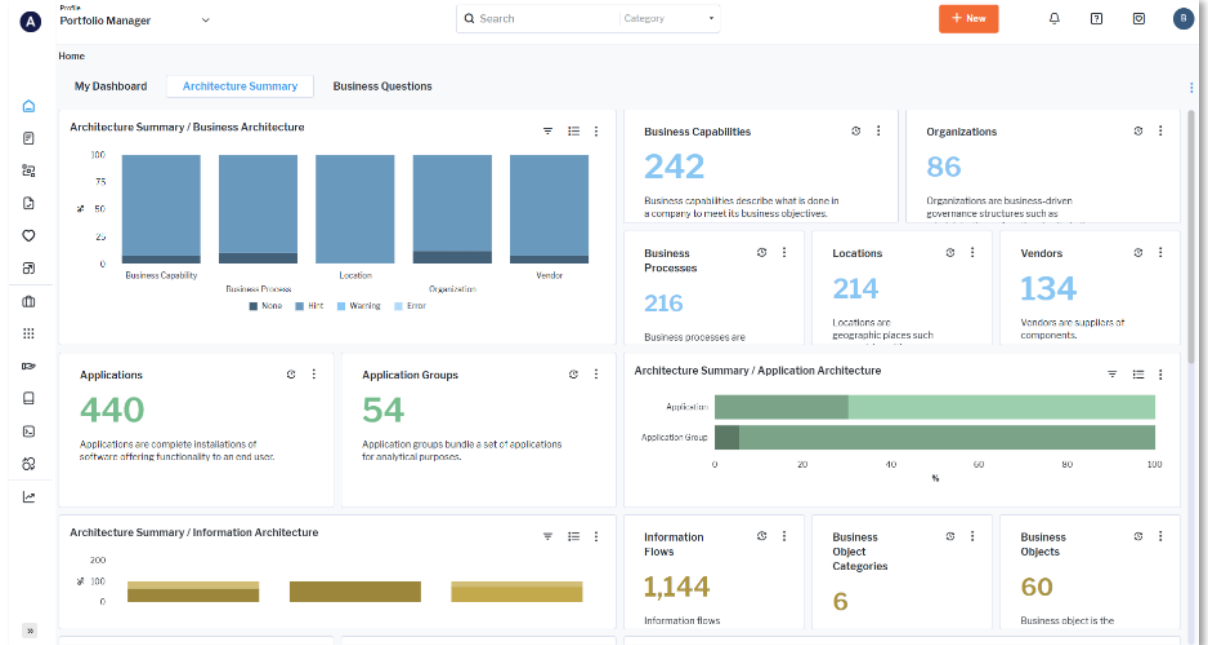 A
Profile
Portfolio Manager
Search
Category
+ New
B
Home
My Dashboard
Architecture Summary
Business Questions
Architecture Summary / Business Architecture
100
75
%
50
25
0
Business Capability
Business Process
Location
Organization
Vendor
None
Hint
Warning
Error
Business Capabilities
242
Business capabilities describe what is done in
a company to meet its business objectives.
Organizations
86
Organizations are business-driven
governance structures such as
Business
Processes
216
Business processes are
Locations
214
Locations are
geographic places such
Vendors
134
Vendors are suppliers of
components.
Applications
440
Applications are complete installations of
software offering functionality to an end user.
Application Groups
54
Application groups bundle a set of applications
for analytical purposes.
Architecture Summary / Application Architecture
Application
Application Group
0
20
40
60
80
100
%
Architecture Summary / Information Architecture
200
%
100
0
Information
Flows
1,144
Information flows
Business
Object
Categories
6
Business
Objects
60
Business object is the